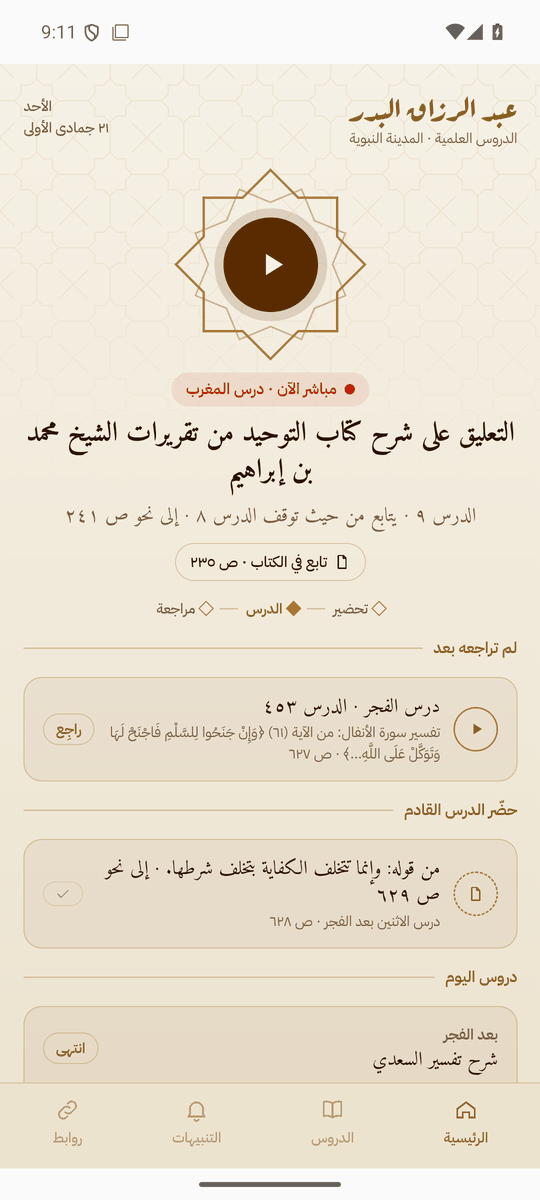 9:11
عبد الرزاق البدر
الدروس العلمية · المدينة النبوية
الأحد
٢١ جمادى الأولى
مباشر الآن · درس المغرب
التعليق على شرح كتاب التوحيد من تقريرات الشيخ محمد
بن إبراهيم
الدرس ٩ · يتابع من حيث توقف الدرس ٨ · إلى نحو ص ٢٤١
تابع في الكتاب · ص ٢٣٥
تحضير
الدرس
مراجعة
لم تراجعه بعد
درس الفجر · الدرس ٤٥٣
تفسير سورة الأنفال: من الآية (٦١) ﴿وَإِنْ جَنَحُوا لِلسَّلْمِ فَاجْنَحْ لَهَا
وَتَوَكَّلْ عَلَى اللَّهِ...﴾ · ص ٦٢٧
راجِع
حضّر الدرس القادم
من قوله: وإنما تتخلف الكفاية بتخلف شرطها. · إلى نحو
ص ٦٢٩
درس الاثنين بعد الفجر · ص ٦٢٨
دروس اليوم
بعد الفجر
شرح تفسير السعدي
انتهى
الرئيسية
الدروس
التنبيهات
روابط